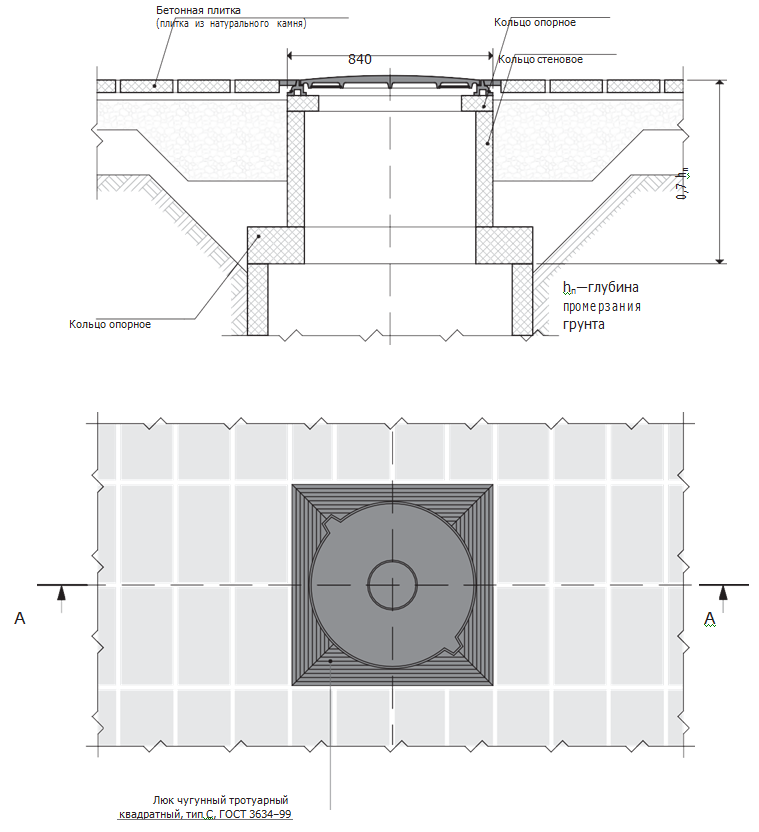 Бетонная плитка
(плитка из натурального камня)
Кольцо опорное
840
Кольцо стеновое
0,7 hп
hп—глубина
промерзания
грунта
Кольцо опорное
А
А
Люк чугунный тротуарный
квадратный, тип С, ГОСТ 3634–99